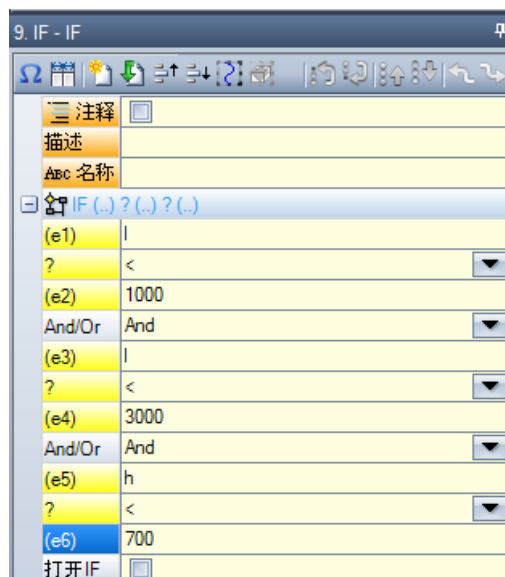 9. IF - IF
注释
描述
ABC 名称
IF (..) ? (..) ? (..)
(e1) l
? <
(e2) 1000
And/Or And
(e3) l
? <
(e4) 3000
And/Or And
(e5) h
? <
(e6) 700
打开IF